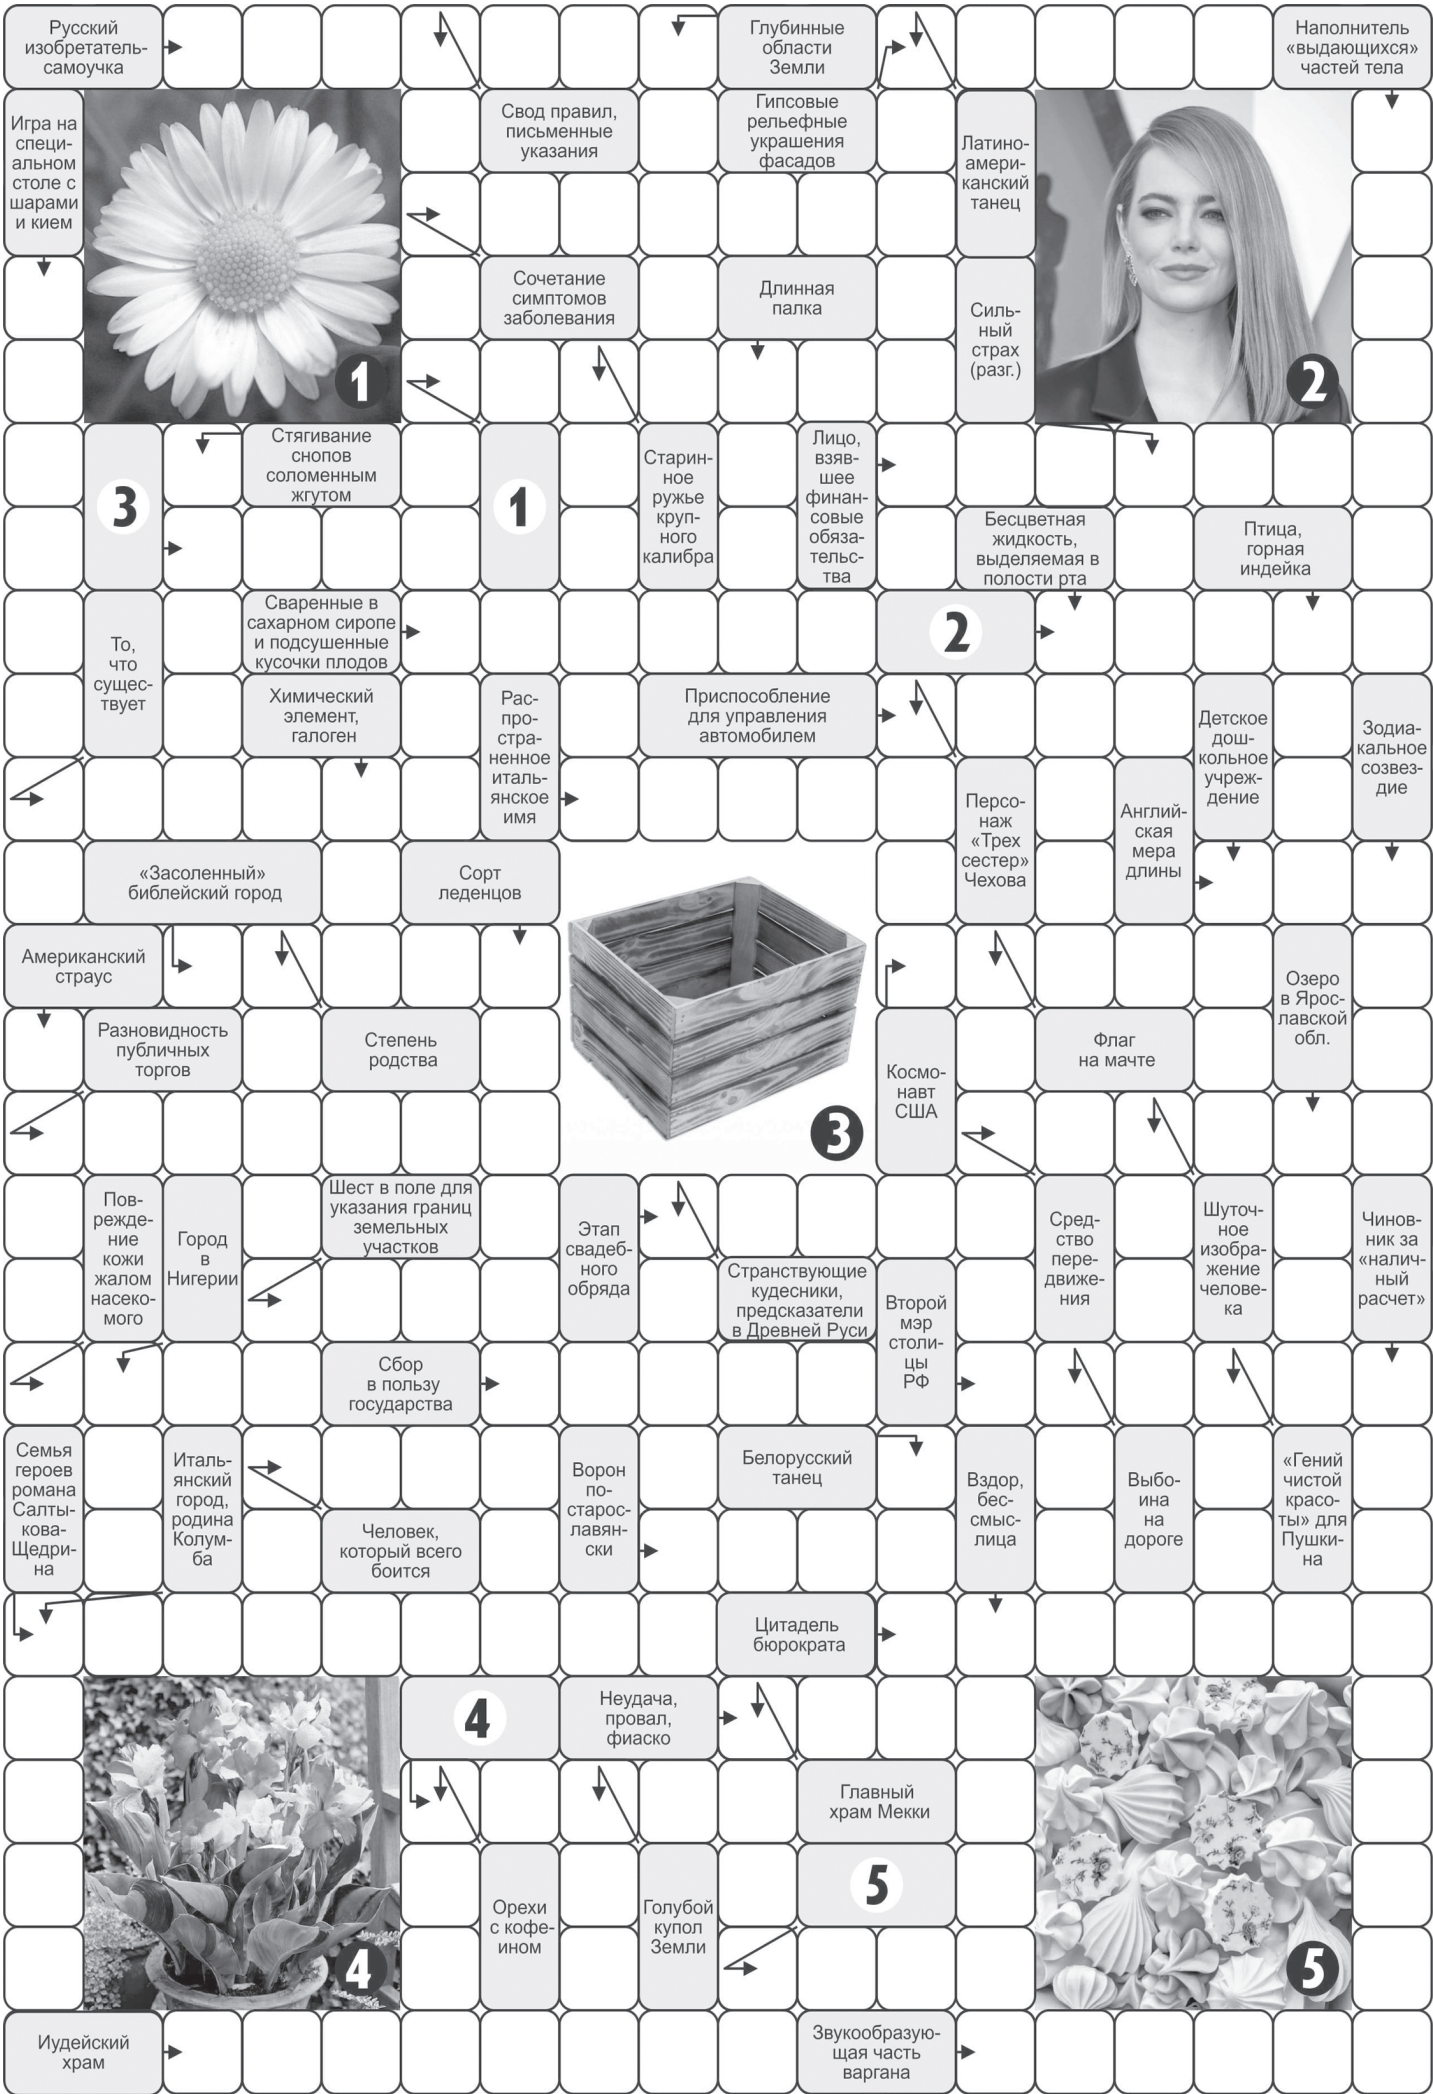 Русский
изобретатель-
самоучка
Глубинные
области
Земли
Наполнитель
«выдающихся»
частей тела
Игра на
специ-
альном
столе с
шарами
и кием
Свод правил,
письменные
указания
Гипсовые
рельефные
украшения
фасадов
Латино-
амери-
канский
танец
Сочетание
симптомов
заболевания
Длинная
палка
Силь-
ный
страх
(разг.)
1
2
3
Стягивание
снопов
соломенным
жгутом
1
Старин-
ное
ружье
круп-
ного
калибра
Лицо,
взяв-
шее
финан-
совые
обяза-
тельс-
тва
Бесцветная
жидкость,
выделяемая в
полости рта
Птица,
горная
индейка
То,
что
сущес-
твует
Сваренные в
сахарном сиропе
и подсушенные
кусочки плодов
2
Химический
элемент,
галоген
Рас-
про-
стра-
ненное
италь-
янское
имя
Приспособление
для управления
автомобилем
Детское
дош-
кольное
учреж-
дение
Зодиа-
кальное
созвез-
дие
Персо-
наж
«Трех
сестер»
Чехова
Англий-
ская
мера
длины
«Засоленный»
библейский город
Сорт
леденцов
Американский
страус
Озеро
в Ярос-
лавской
обл.
Разновидность
публичных
торгов
Степень
родства
3
Космо-
навт
США
Флаг
на мачте
Пов-
режде-
ние
кожи
жалом
насеко-
мого
Город
в
Нигерии
Шест в поле для
указания границ
земельных
участков
Этап
свадеб-
ного
обряда
Странствующие
кудесники,
предсказатели
в Древней Руси
Второй
мэр
столи-
цы
РФ
Сред-
ство
пере-
движе-
ния
Шуточ-
ное
изобра-
жение
челове-
ка
Чинов-
ник за
«налич-
ный
расчет»
Сбор
в пользу
государства
Семья
героев
романа
Салты-
кова-
Щедри-
на
Италь-
янский
город,
родина
Колум-
ба
Человек,
который всего
боится
Ворон
по-
старос-
лавян-
ски
Белорусский
танец
Вздор,
бес-
смыс-
лица
Выбо-
ина
на
дороге
«Гений
чистой
красо-
ты» для
Пушки-
на
Цитадель
бюрократа
4
Неудача,
провал,
фиаско
Главный
храм Мекки
Орехи
с кофе-
ином
Голубой
купол
Земли
5
4
5
Иудейский
храм
Звукообразую-
щая часть
варгана